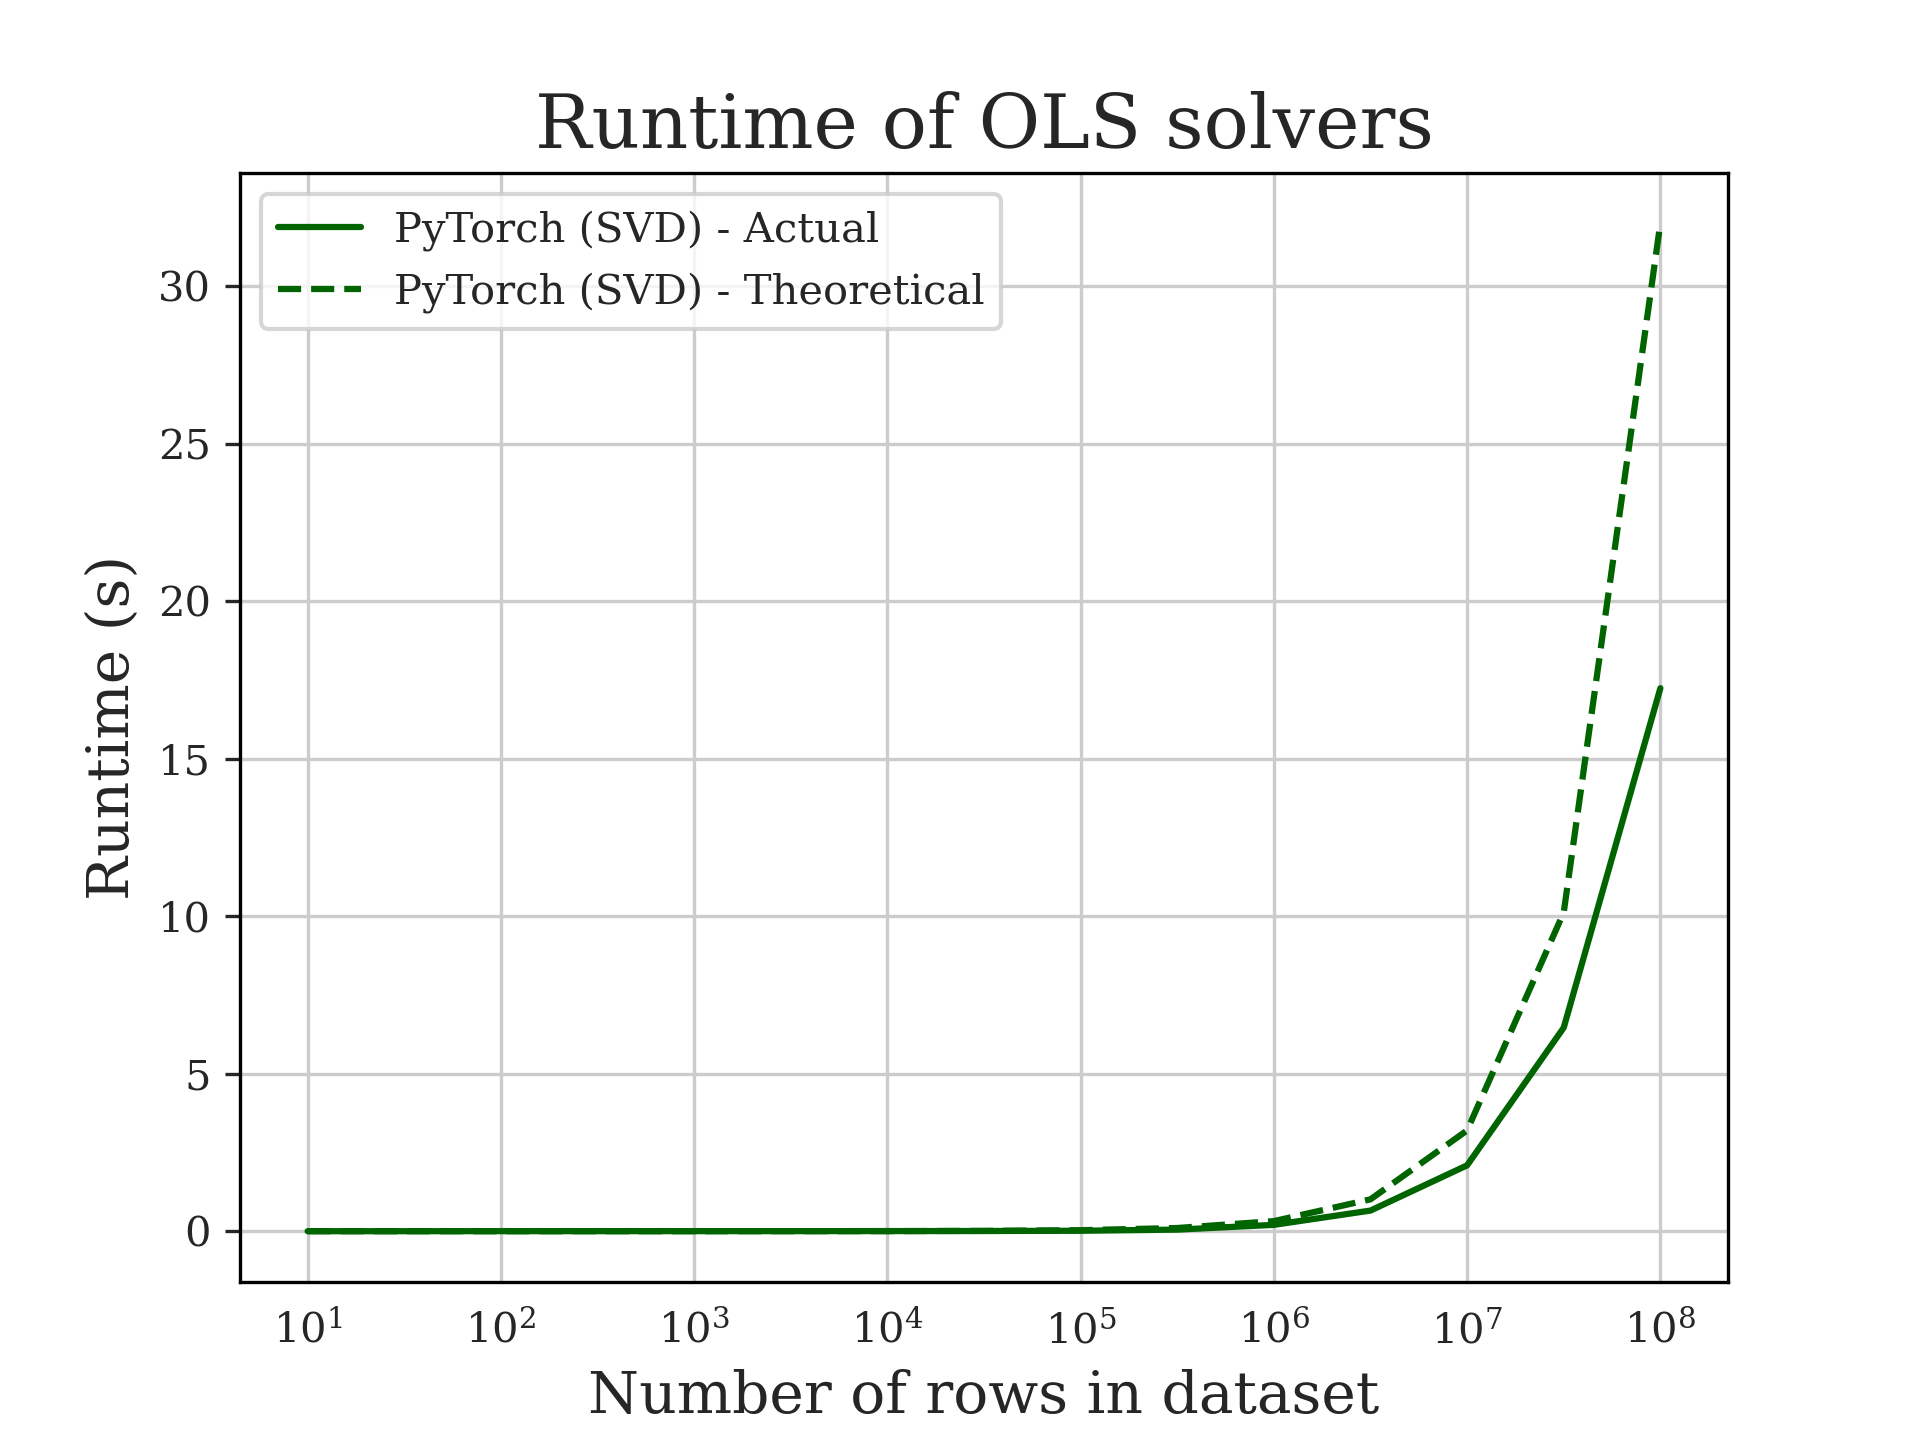 Runtime of OLS solvers
PyTorch (SVD) - Actual
PyTorch (SVD) - Theoretical
Runtime (s)
30
25
20
15
10
5
0
10¹ 10² 10³ 10⁴ 10⁵ 10⁶ 10⁷ 10⁸
Number of rows in dataset